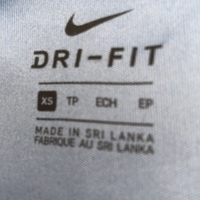 DRI-FIT
XS TP ECH EP
MADE IN SRI LANKA
FABRIQUE AU SRI LANKA